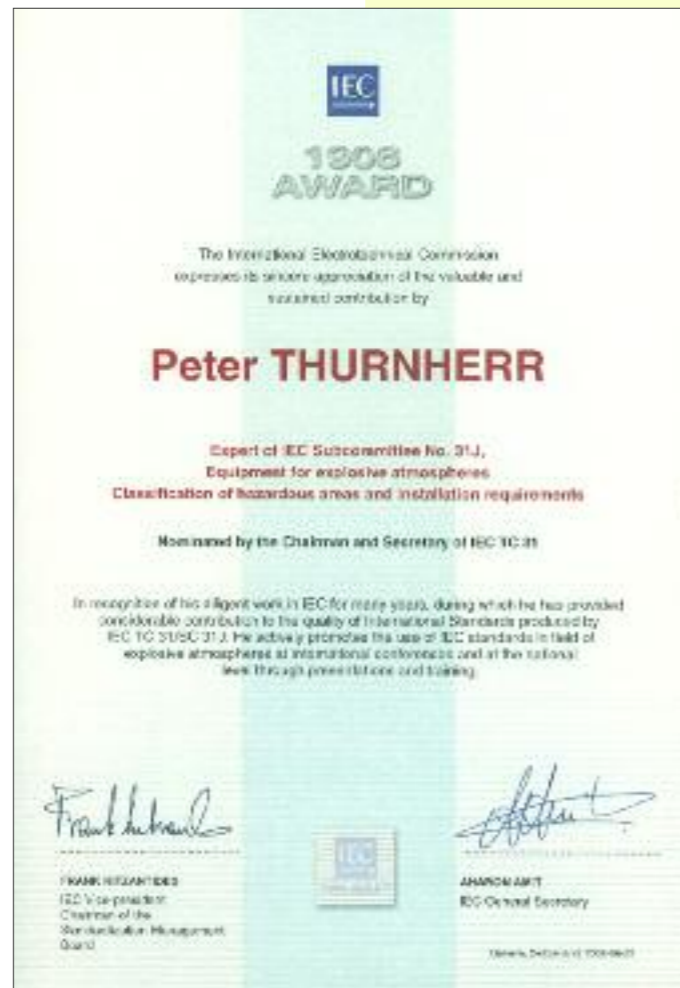 IEC
1906
AWARD
The International Electrotechnical Commission
expresses its sincere appreciation of the valuable and
sustained contribution by
Peter THURNHERR
Expert of IEC Subcommittee No. 31J,
Equipment for explosive atmospheres
Classification of hazardous areas and installation requirements
Nominated by the Chairman and Secretary of IEC TC 31
In recognition of his diligent work in IEC for many years, during which he has provided
considerable contribution to the quality of International Standards produced by
IEC TC 31/SC 31J. He actively promotes the use of IEC standards in field of
explosive atmospheres at international conferences and at the national
level through presentations and training.
FRANK KITZANTIDES
AHARON AMIT
IEC Vice-president
IEC General Secretary
Chairman of the
Standardization Management
Board
Geneva, Switzerland
IEC